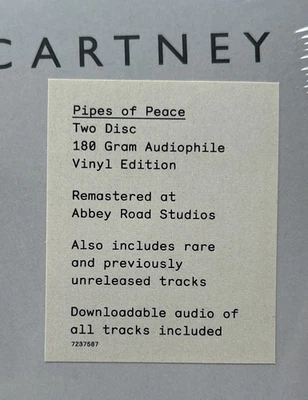 CARTNEY
Pipes of Peace
Two Disc
180 Gram Audiophile
Vinyl Edition
Remastered at
Abbey Road Studios
Also includes rare
and previously
unreleased tracks
Downloadable audio of
all tracks included
7237587